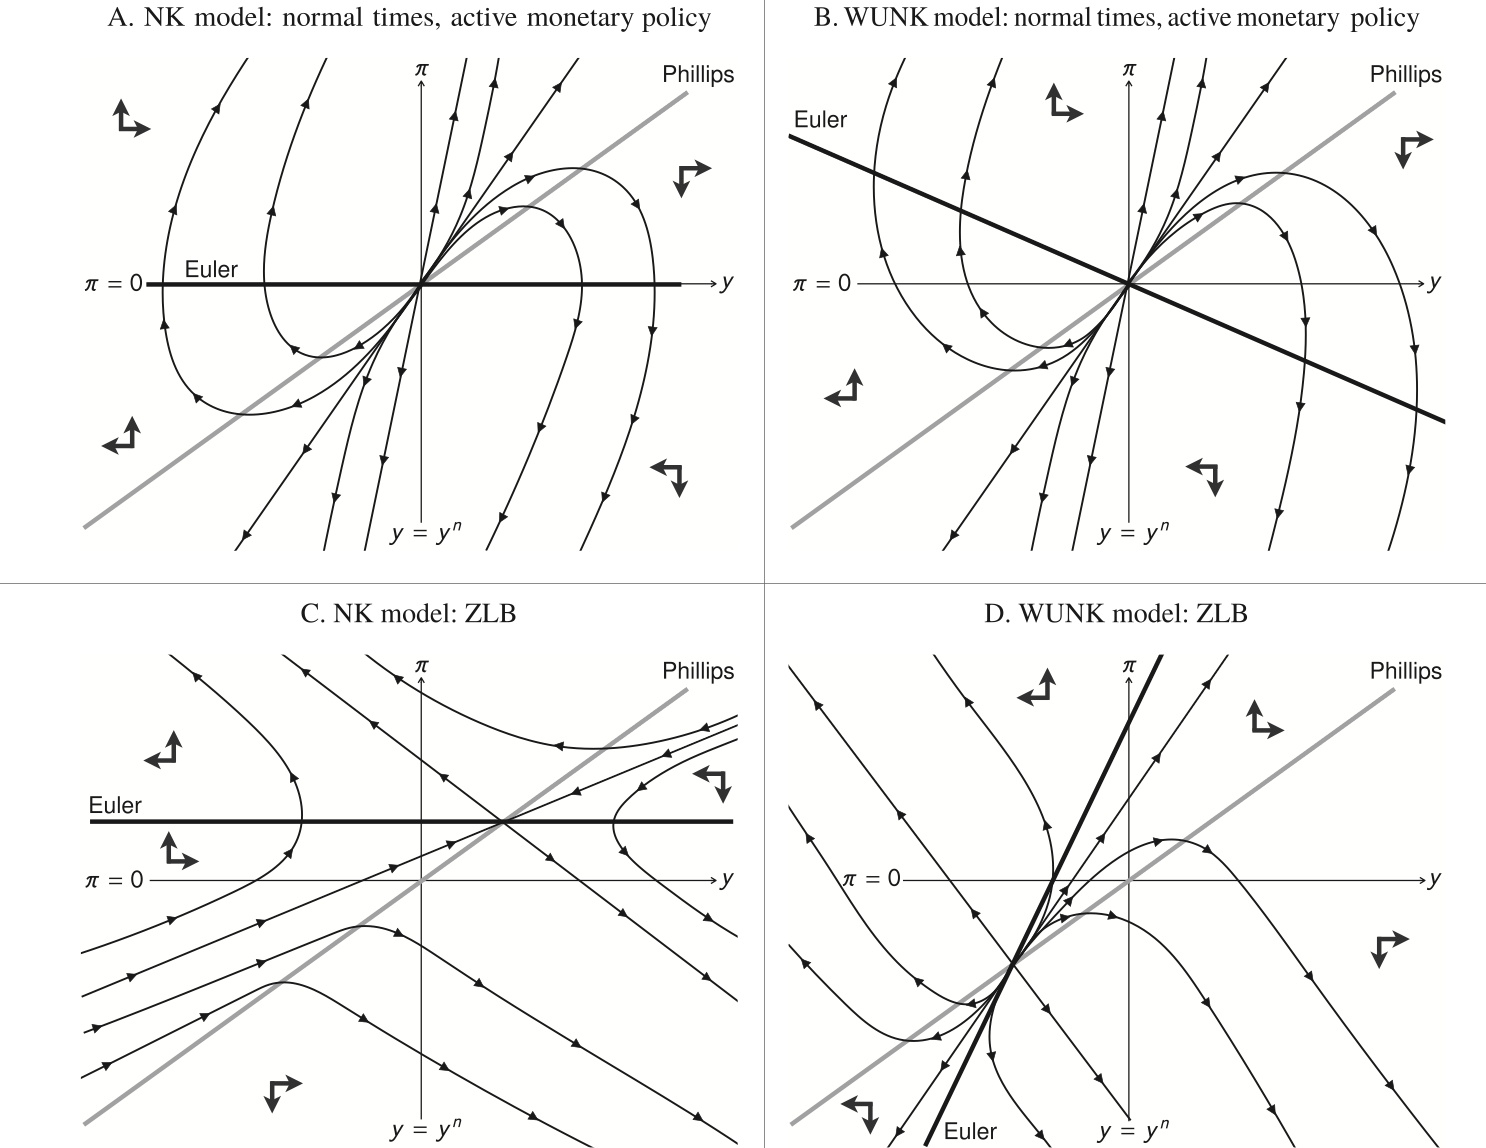 A. NK model: normal times, active monetary policy
π
Phillips
Euler
π = 0
y
y = yⁿ
B. WUNK model: normal times, active monetary policy
π
Phillips
Euler
π = 0
y
y = yⁿ
C. NK model: ZLB
π
Phillips
Euler
π = 0
y
y = yⁿ
D. WUNK model: ZLB
π
Phillips
π = 0
y
Euler
y = yⁿ